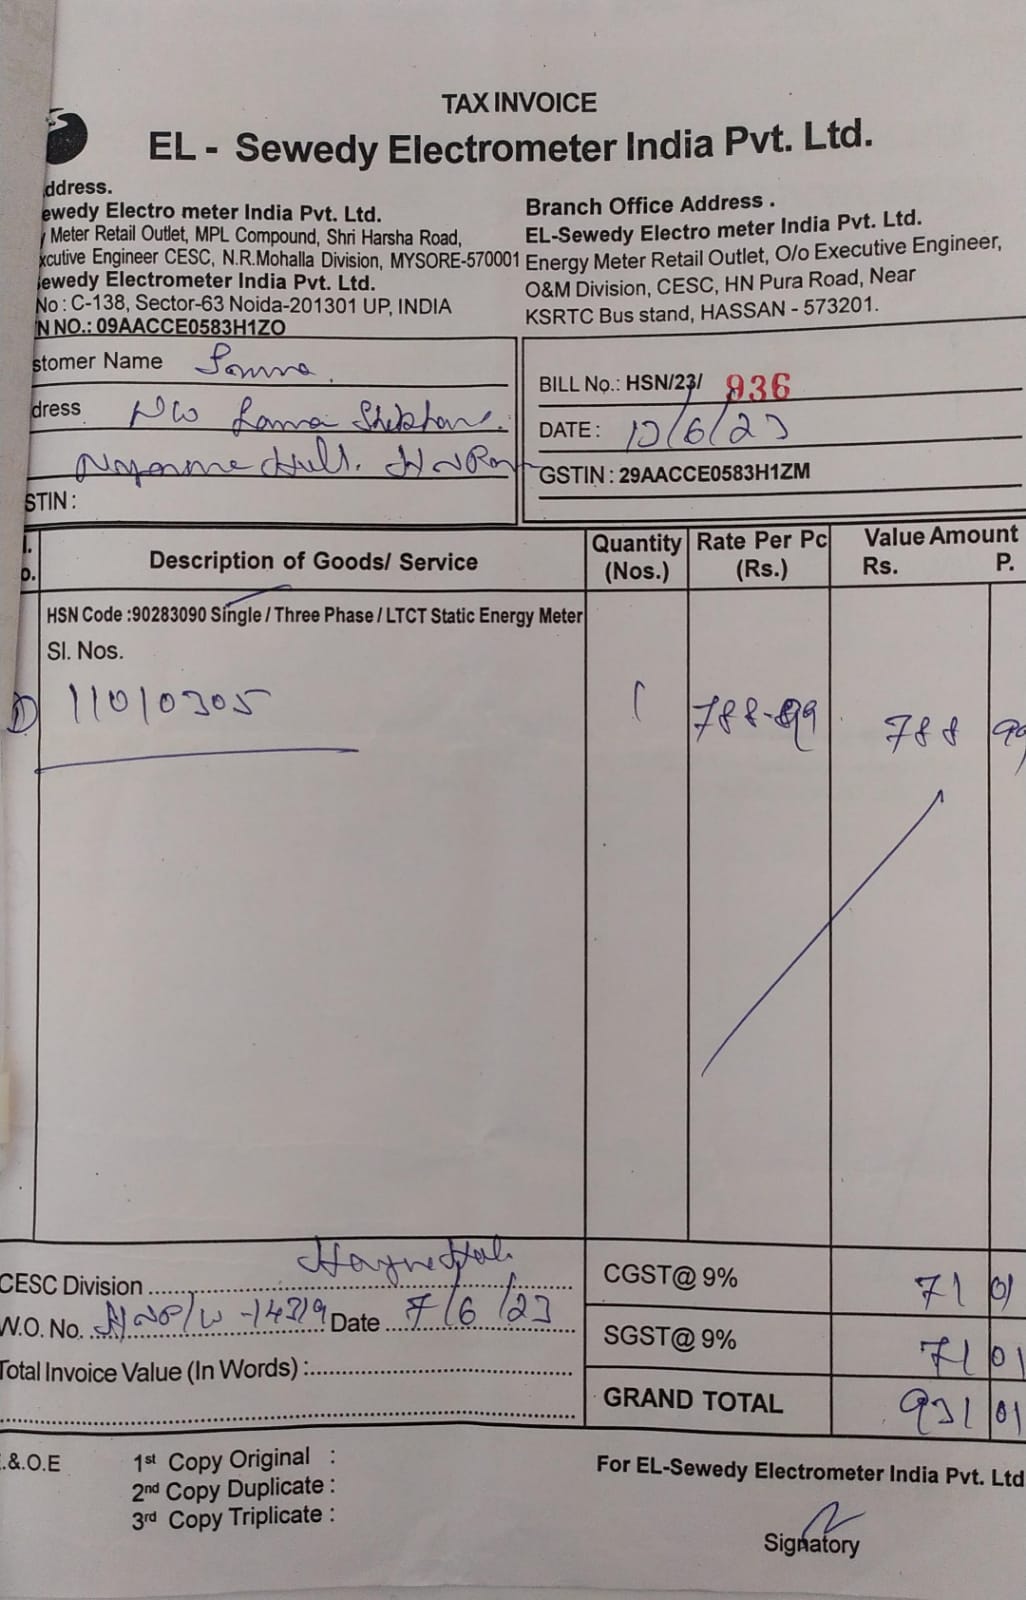 TAX INVOICE
EL - Sewedy Electrometer India Pvt. Ltd.
ddress.
ewedy Electro meter India Pvt. Ltd.
Meter Retail Outlet, MPL Compound, Shri Harsha Road,
xcutive Engineer CESC, N.R.Mohalla Division, MYSORE-570001
ewedy Electrometer India Pvt. Ltd.
No : C-138, Sector-63 Noida-201301 UP, INDIA
N NO.: 09AACCE0583H1ZO
Branch Office Address .
EL-Sewedy Electro meter India Pvt. Ltd.
Energy Meter Retail Outlet, O/o Executive Engineer,
O&M Division, CESC, HN Pura Road, Near
KSRTC Bus stand, HASSAN - 573201.
stomer Name
dress
STIN :
BILL No.: HSN/23/ 936
DATE : 12/6/23
GSTIN : 29AACCE0583H1ZM
Description of Goods/ Service
Quantity (Nos.)
Rate Per Pc (Rs.)
Value Amount
Rs. P.
HSN Code :90283090 Single / Three Phase / LTCT Static Energy Meter
Sl. Nos.
1) 11010305 1 788-99 788 99
CESC Division
W.O. No. Date 7/6/23
Total Invoice Value (In Words) :
CGST@ 9% 71 01
SGST@ 9% 71 01
GRAND TOTAL 931 01
.&.O.E
1st Copy Original :
2nd Copy Duplicate :
3rd Copy Triplicate :
For EL-Sewedy Electrometer India Pvt. Ltd
Signatory